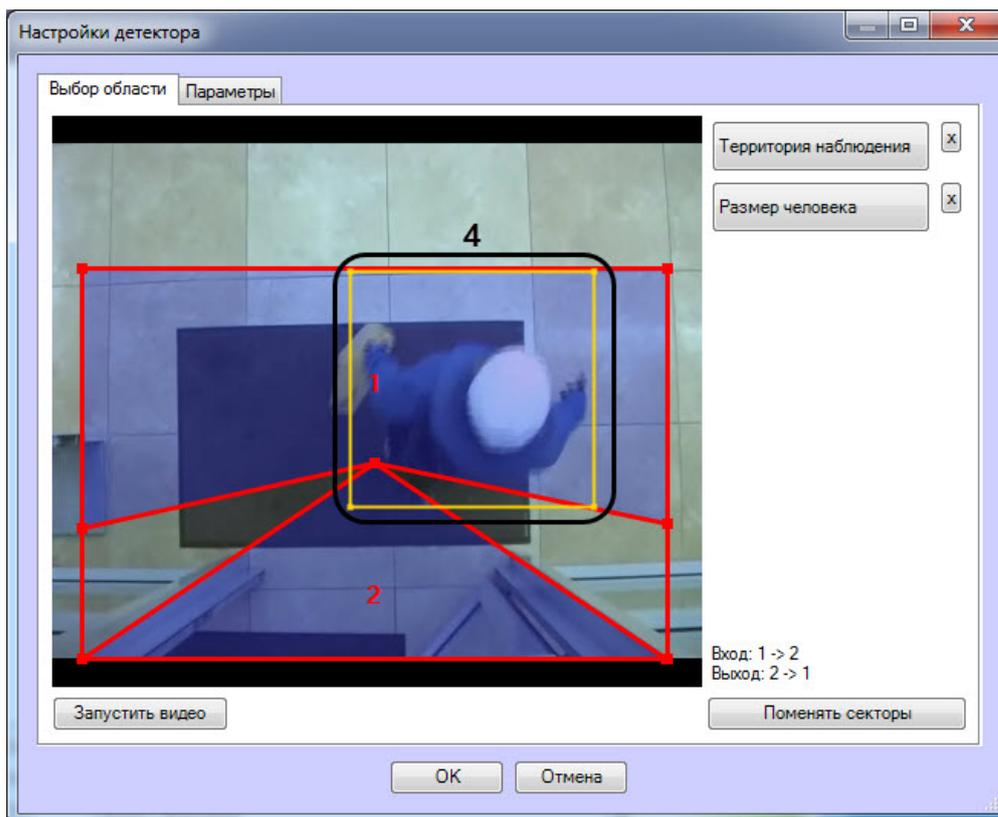 Настройки детектора
Выбор области
Параметры
Территория наблюдения
x
Размер человека
x
4
1
2
Вход: 1 -> 2
Выход: 2 -> 1
Запустить видео
Поменять секторы
OK
Отмена